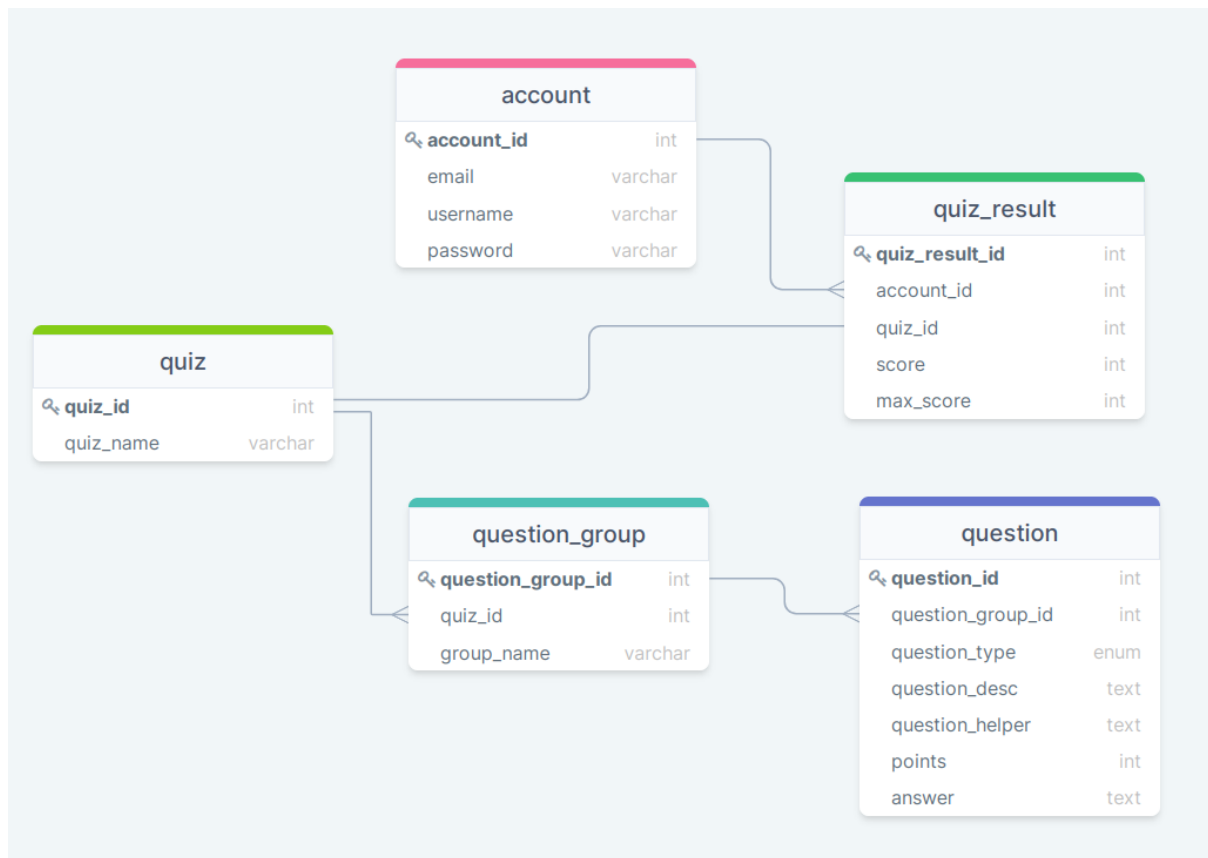 account
account_id int
email varchar
username varchar
password varchar
quiz_result
quiz_result_id int
account_id int
quiz_id int
score int
max_score int
quiz
quiz_id int
quiz_name varchar
question_group
question_group_id int
quiz_id int
group_name varchar
question
question_id int
question_group_id int
question_type enum
question_desc text
question_helper text
points int
answer text